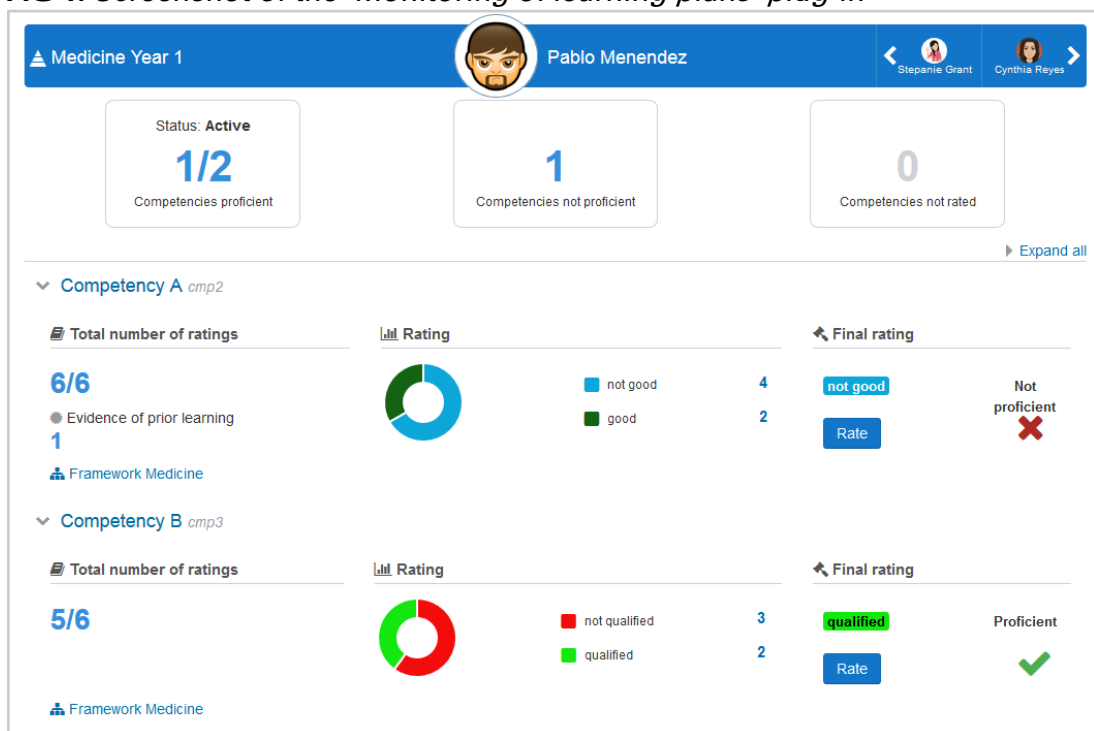 Medicine Year 1
Pablo Menendez
Stepanie Grant
Cynthia Reyes
Status: Active
1/2
Competencies proficient
1
Competencies not proficient
0
Competencies not rated
Expand all
Competency A cmp2
Total number of ratings
Rating
Final rating
6/6
Evidence of prior learning
1
Framework Medicine
not good 4
good 2
not good
Rate
Not
proficient
Competency B cmp3
Total number of ratings
Rating
Final rating
5/6
Framework Medicine
not qualified 3
qualified 2
qualified
Rate
Proficient